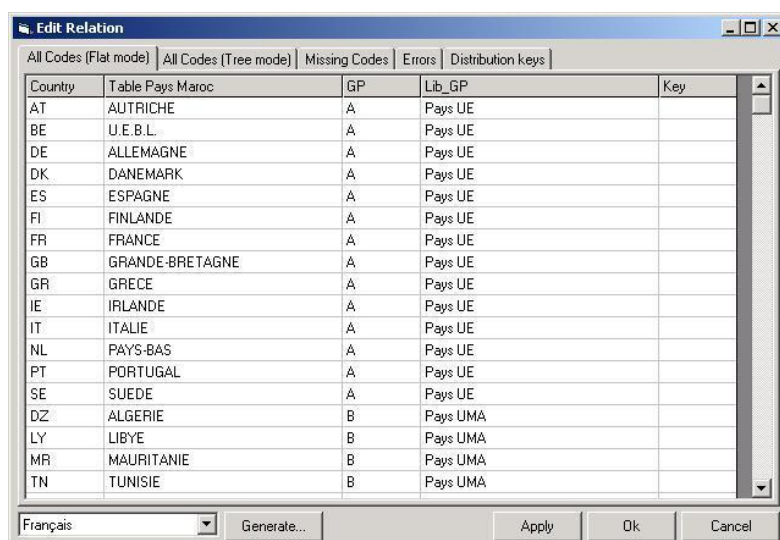 Edit Relation
All Codes (Flat mode) All Codes (Tree mode) Missing Codes Errors Distribution keys
Country Table Pays Maroc GP Lib_GP Key
AT AUTRICHE A Pays UE
BE U.E.B.L. A Pays UE
DE ALLEMAGNE A Pays UE
DK DANEMARK A Pays UE
ES ESPAGNE A Pays UE
FI FINLANDE A Pays UE
FR FRANCE A Pays UE
GB GRANDE-BRETAGNE A Pays UE
GR GRECE A Pays UE
IE IRLANDE A Pays UE
IT ITALIE A Pays UE
NL PAYS-BAS A Pays UE
PT PORTUGAL A Pays UE
SE SUEDE A Pays UE
DZ ALGERIE B Pays UMA
LY LIBYE B Pays UMA
MR MAURITANIE B Pays UMA
TN TUNISIE B Pays UMA
Français Generate... Apply Ok Cancel